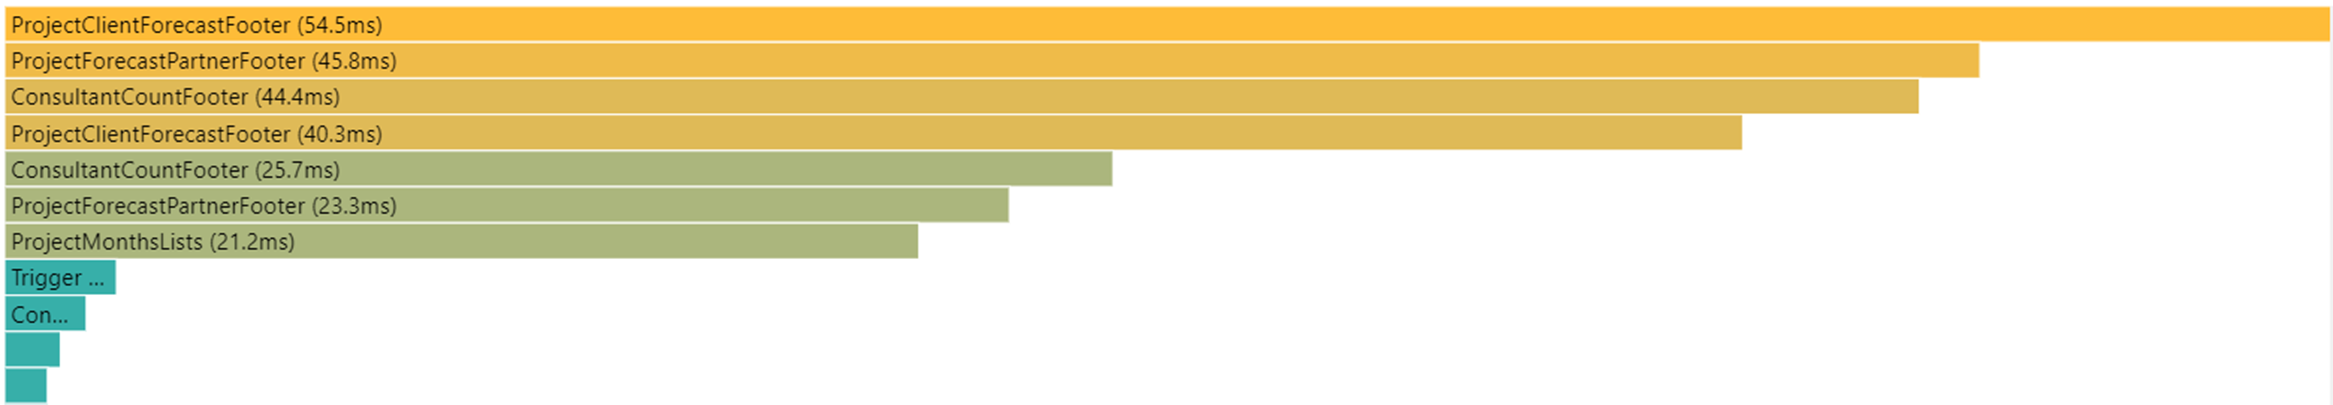 ProjectClientForecastFooter (54.5ms)
ProjectForecastPartnerFooter (45.8ms)
ConsultantCountFooter (44.4ms)
ProjectClientForecastFooter (40.3ms)
ConsultantCountFooter (25.7ms)
ProjectForecastPartnerFooter (23.3ms)
ProjectMonthsLists (21.2ms)
Trigger ...
Con...